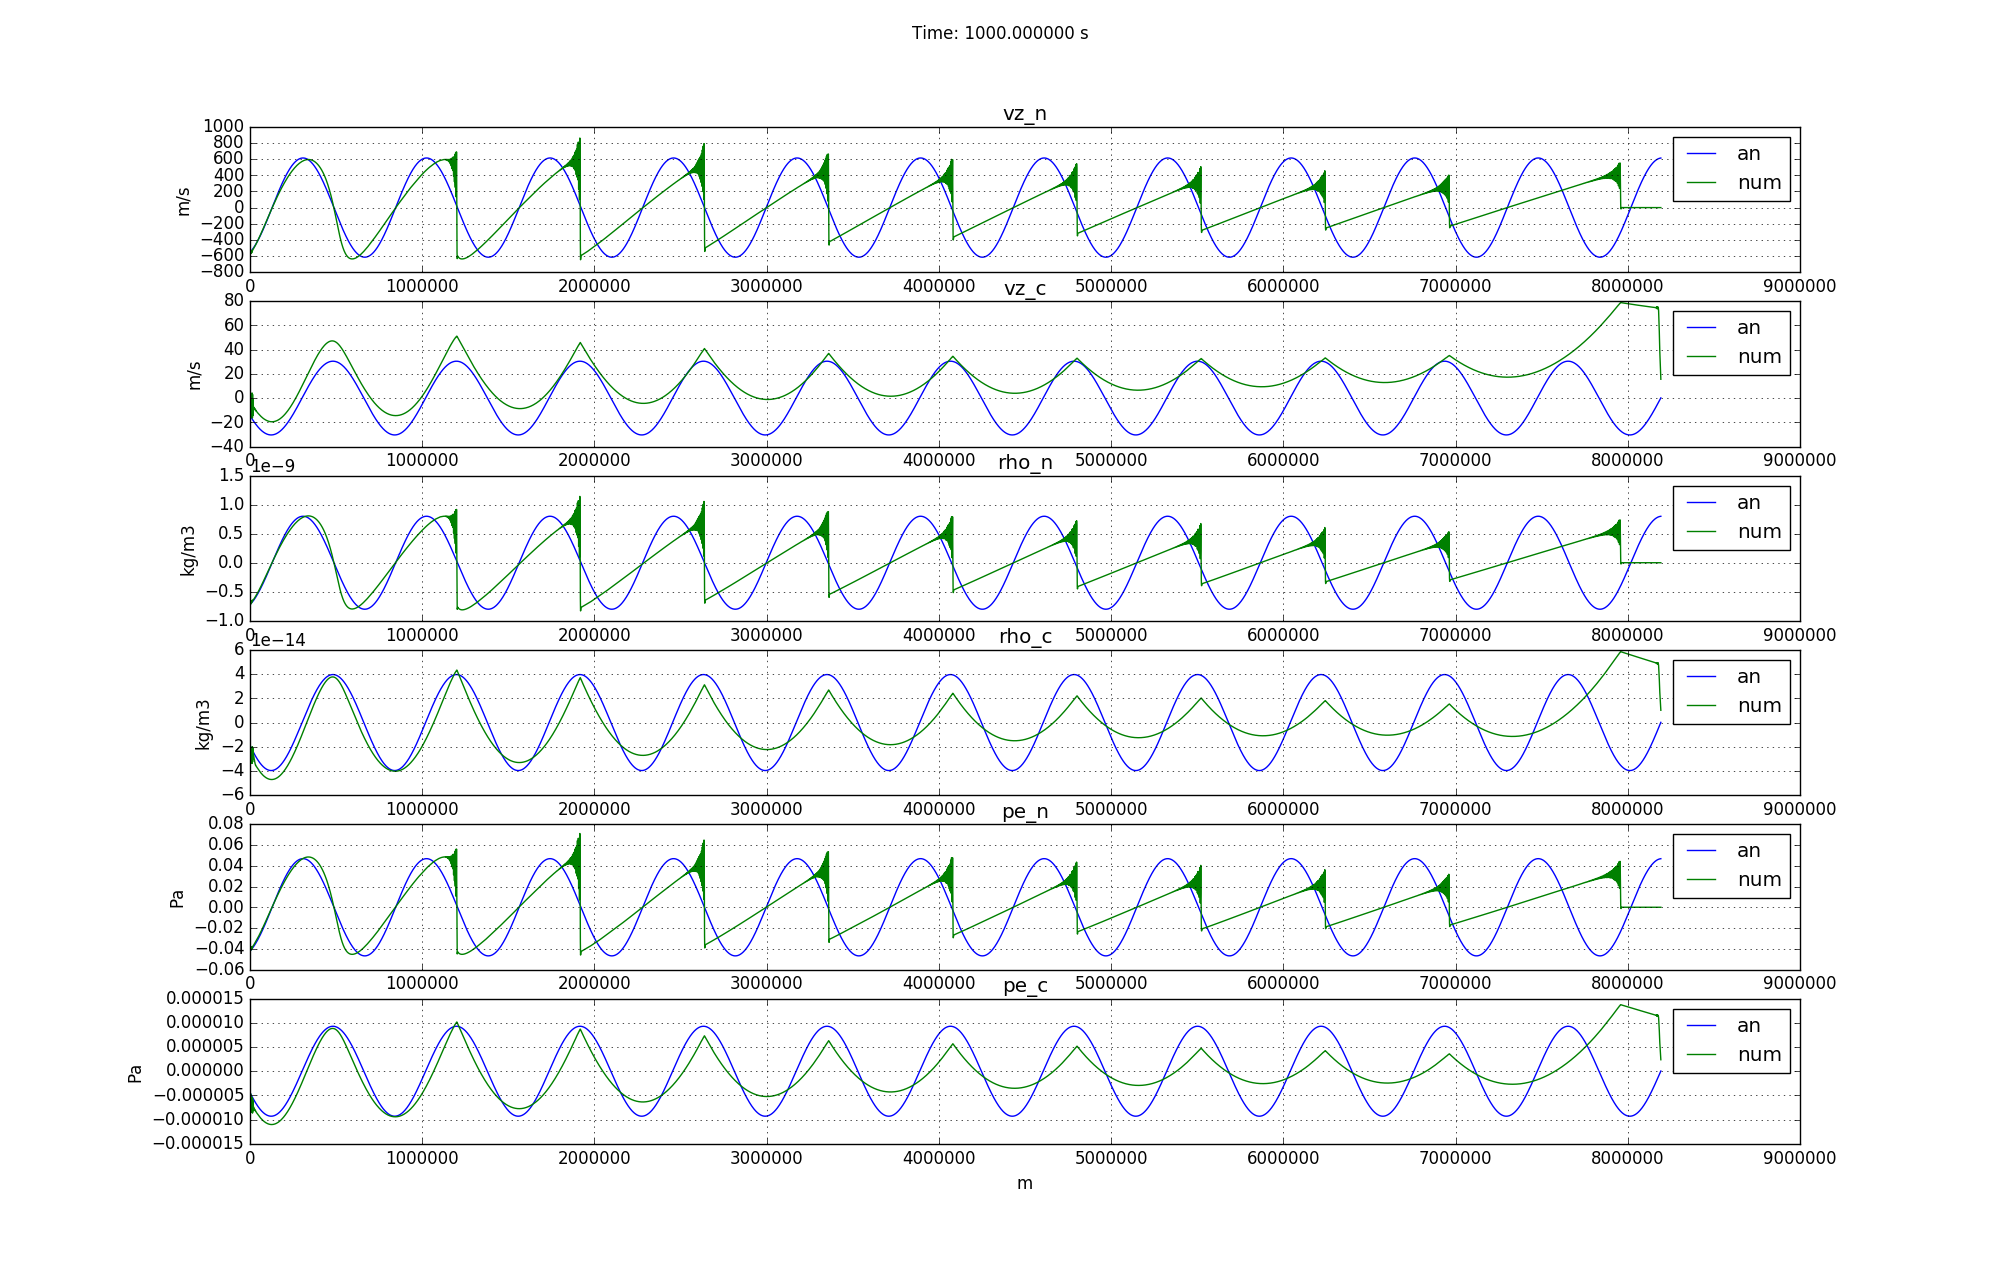 Time: 1000.000000 s
vz_n
1000
800
600
400
200
0
−200
−400
−600
−800
m/s
an
num
0 1000000 2000000 3000000 4000000 5000000 6000000 7000000 8000000 9000000
vz_c
80
60
40
20
0
−20
−40
m/s
an
num
0 1000000 2000000 3000000 4000000 5000000 6000000 7000000 8000000 9000000
1e−9
rho_n
1.5
1.0
0.5
0.0
−0.5
−1.0
kg/m3
an
num
0 1000000 2000000 3000000 4000000 5000000 6000000 7000000 8000000 9000000
1e−14
rho_c
6
4
2
0
−2
−4
−6
kg/m3
an
num
0 1000000 2000000 3000000 4000000 5000000 6000000 7000000 8000000 9000000
pe_n
0.08
0.06
0.04
0.02
0.00
−0.02
−0.04
−0.06
Pa
an
num
0 1000000 2000000 3000000 4000000 5000000 6000000 7000000 8000000 9000000
pe_c
0.000015
0.000010
0.000005
0.000000
−0.000005
−0.000010
−0.000015
Pa
an
num
0 1000000 2000000 3000000 4000000 5000000 6000000 7000000 8000000 9000000
m